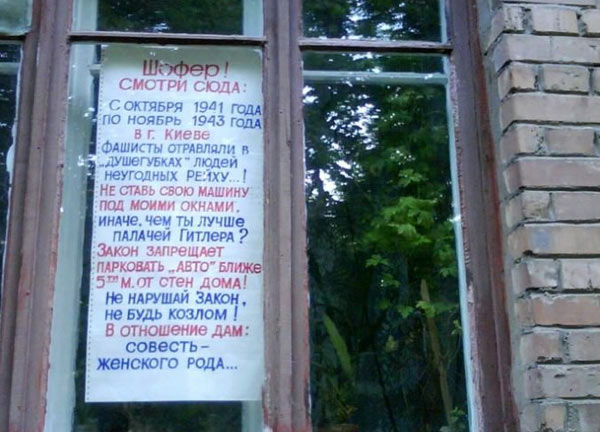 Шофер!
СМОТРИ СЮДА:
С ОКТЯБРЯ 1941 ГОДА
ПО НОЯБРЬ 1943 ГОДА
В Г. КИЕВЕ
ФАШИСТЫ ОТРАВЛЯЛИ В
„ДУШЕГУБКАХ" ЛЮДЕЙ
НЕУГОДНЫХ РЕЙХУ...!
НЕ СТАВЬ СВОЮ МАШИНУ
ПОД МОИМИ ОКНАМИ,
ИНАЧЕ, ЧЕМ ТЫ ЛУЧШЕ
ПАЛАЧЕЙ ГИТЛЕРА?
ЗАКОН ЗАПРЕЩАЕТ
ПАРКОВАТЬ „АВТО" БЛИЖЕ
5ТИ М. ОТ СТЕН ДОМА!
НЕ НАРУШАЙ ЗАКОН,
НЕ БУДЬ КОЗЛОМ!
В ОТНОШЕНИЕ ДАМ:
СОВЕСТЬ –
ЖЕНСКОГО РОДА...